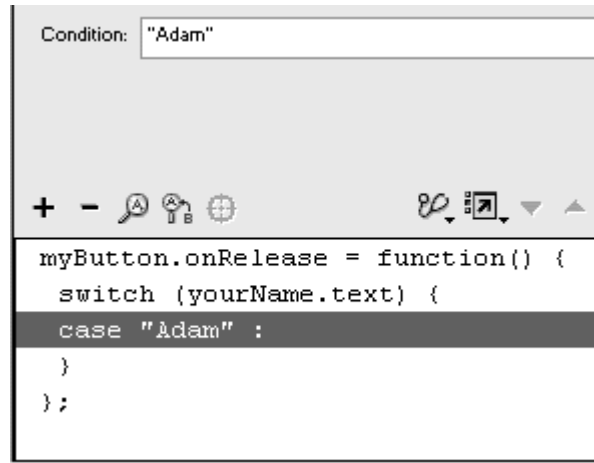 Condition: "Adam"
myButton.onRelease = function() {
switch (yourName.text) {
case "Adam" :
}
};